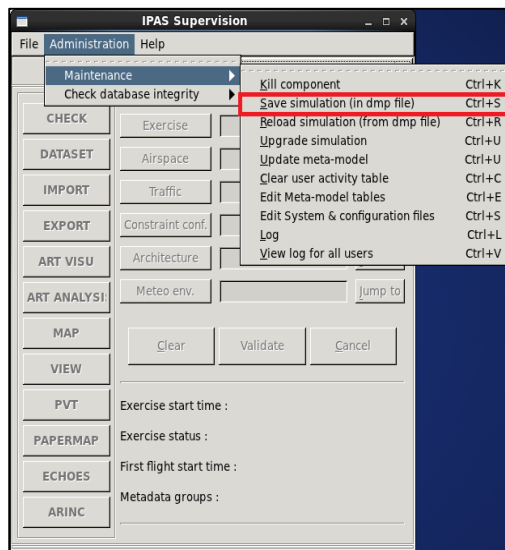 IPAS Supervision
File Administration Help
Maintenance
Check database integrity
Kill component Ctrl+K
Save simulation (in dmp file) Ctrl+S
Reload simulation (from dmp file) Ctrl+R
Upgrade simulation Ctrl+U
Update meta-model Ctrl+U
Clear user activity table Ctrl+C
Edit Meta-model tables Ctrl+E
Edit System & configuration files Ctrl+S
Log Ctrl+L
View log for all users Ctrl+V
CHECK
DATASET
IMPORT
EXPORT
ART VISU
ART ANALYSI
MAP
VIEW
PVT
PAPERMAP
ECHOES
ARINC
Exercise
Airspace
Traffic
Constraint conf.
Architecture
Meteo env. Jump to
Clear Validate Cancel
Exercise start time :
Exercise status :
First flight start time :
Metadata groups :